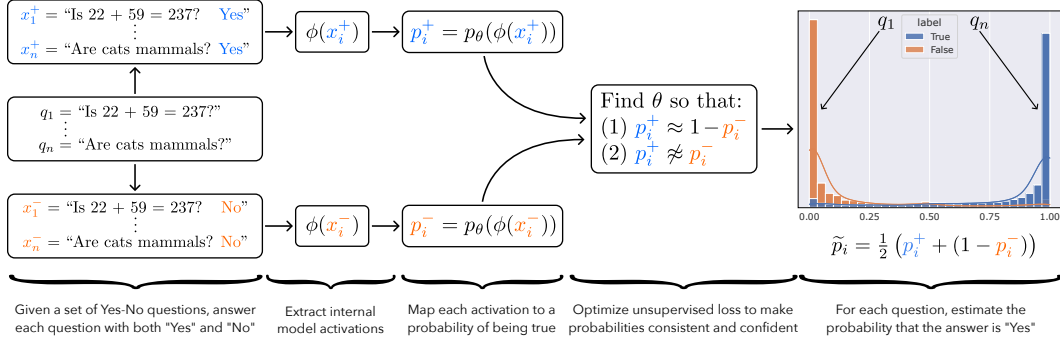 x₁⁺ = “Is 22 + 59 = 237? Yes”
⋮
xₙ⁺ = “Are cats mammals? Yes”
q₁ = “Is 22 + 59 = 237?”
⋮
qₙ = “Are cats mammals?”
x₁⁻ = “Is 22 + 59 = 237? No”
⋮
xₙ⁻ = “Are cats mammals? No”
ϕ(xᵢ⁺)
ϕ(xᵢ⁻)
pᵢ⁺ = p_θ(ϕ(xᵢ⁺))
pᵢ⁻ = p_θ(ϕ(xᵢ⁻))
Find θ so that:
(1) pᵢ⁺ ≈ 1 − pᵢ⁻
(2) pᵢ⁺ ≉ pᵢ⁻
q₁
label
True
False
qₙ
0.00 0.25 0.50 0.75 1.00
p̃ᵢ = ½ (pᵢ⁺ + (1 − pᵢ⁻))
Given a set of Yes-No questions, answer
each question with both "Yes" and "No"
Extract internal
model activations
Map each activation to a
probability of being true
Optimize unsupervised loss to make
probabilities consistent and confident
For each question, estimate the
probability that the answer is "Yes"